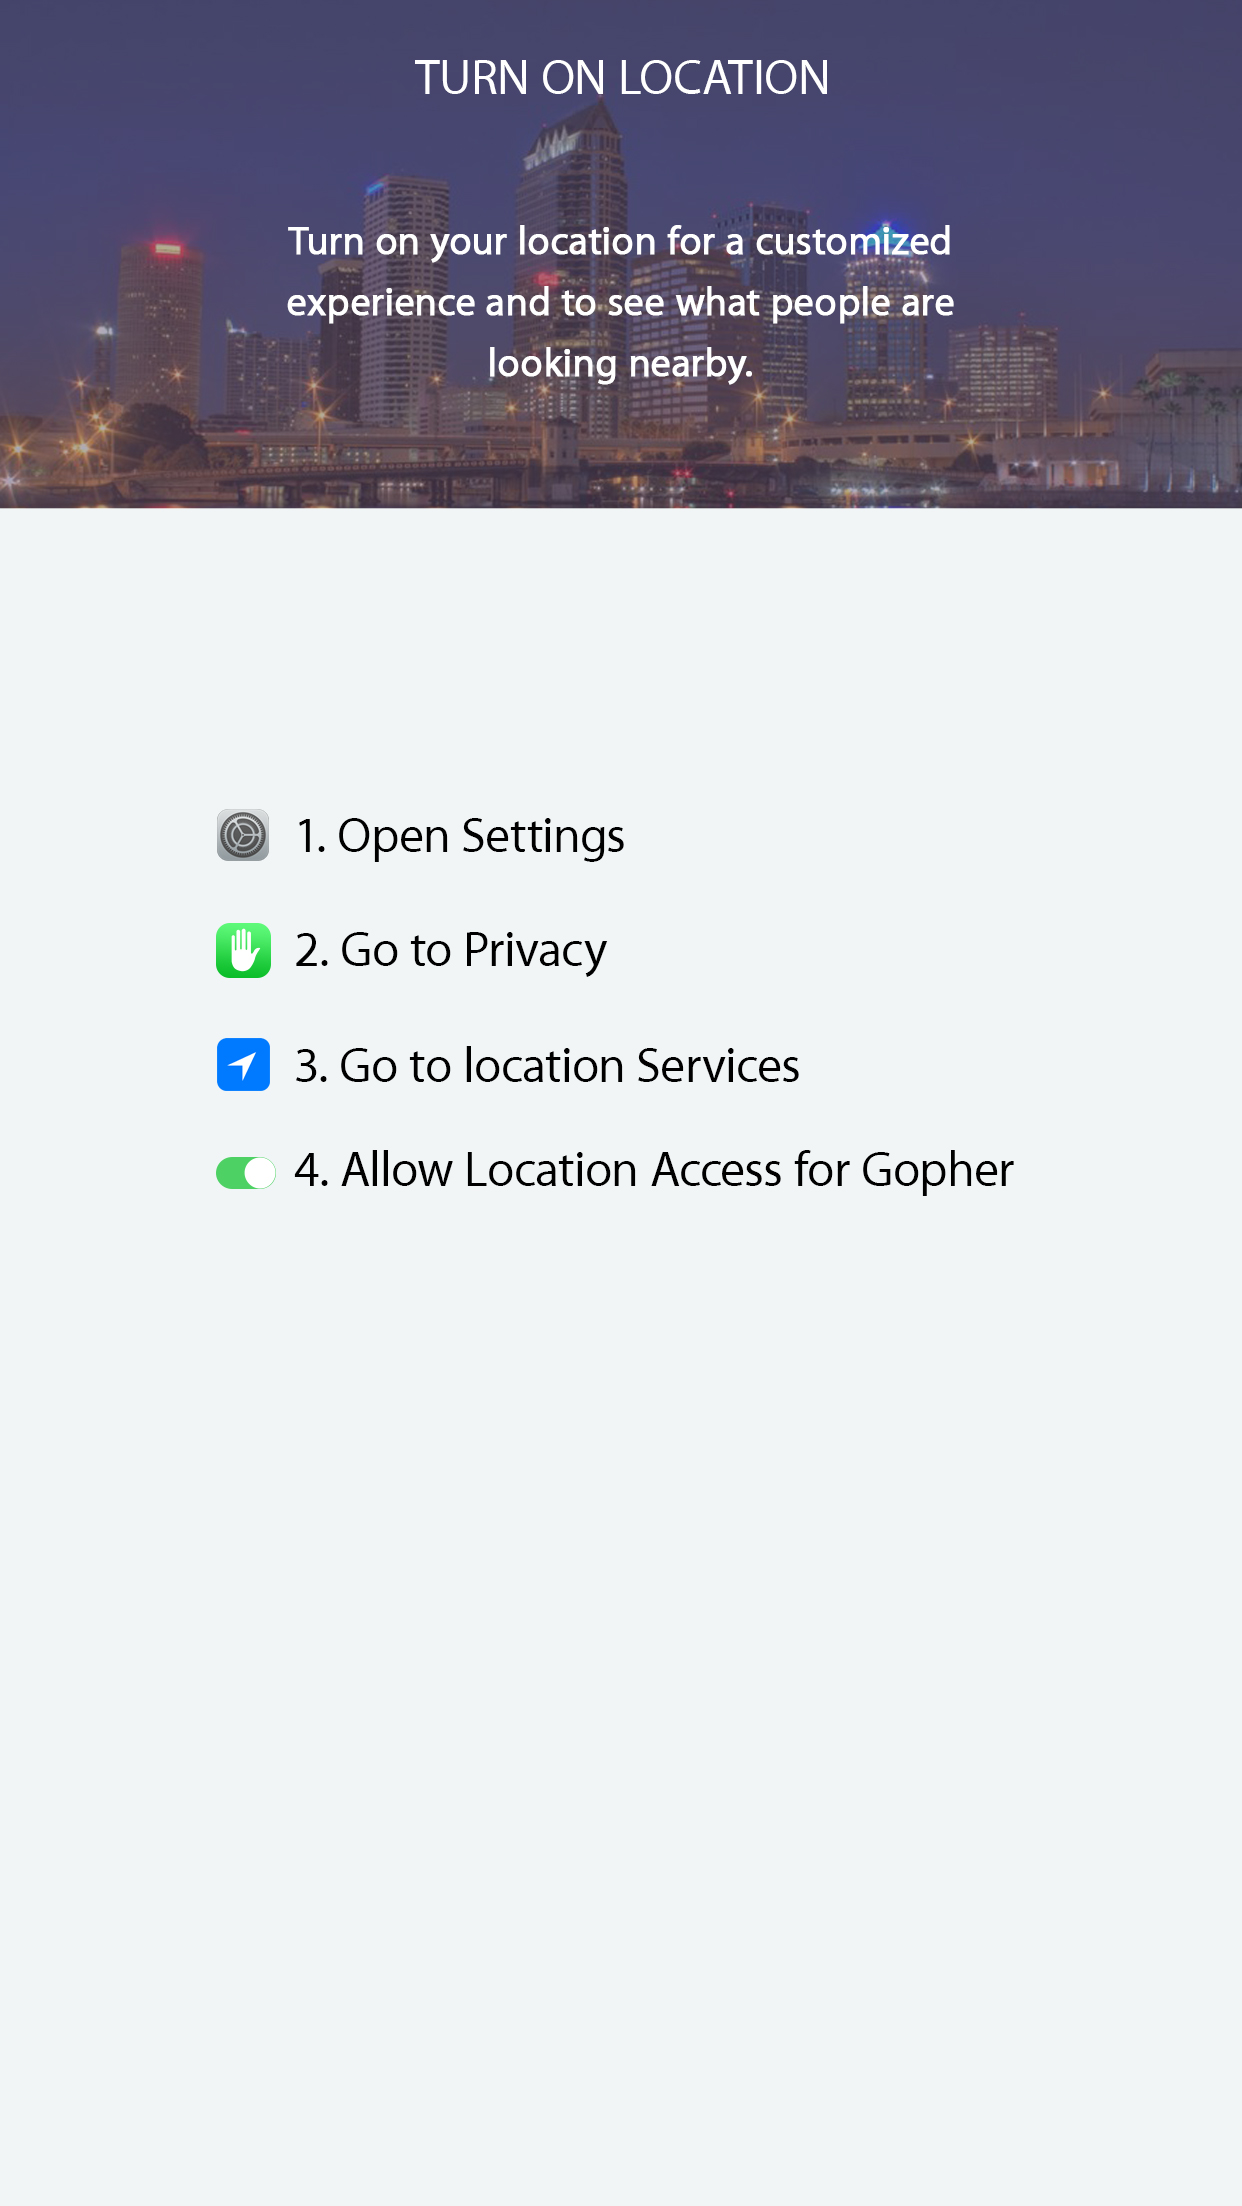 TURN ON LOCATION
Turn on your location for a customized
experience and to see what people are
looking nearby.
1. Open Settings
2. Go to Privacy
3. Go to location Services
4. Allow Location Access for Gopher